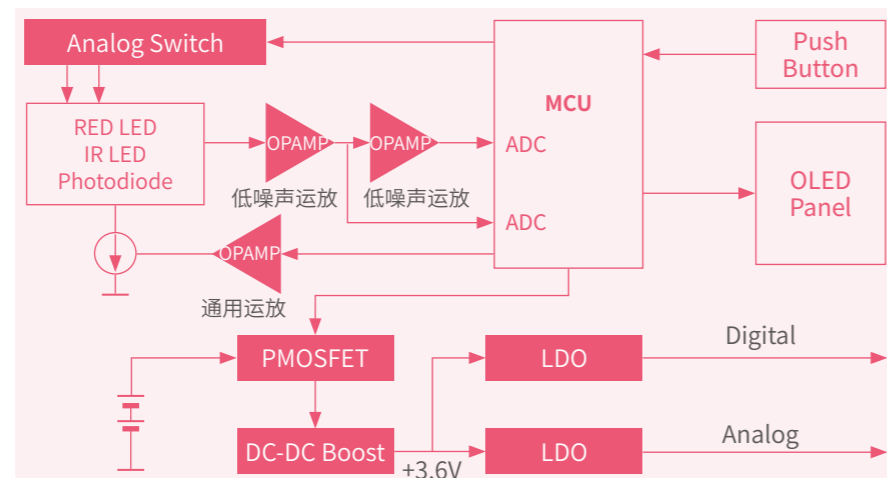 Analog Switch
Push
Button
MCU
RED LED
IR LED
Photodiode
OPAMP
OPAMP
ADC
低噪声运放
低噪声运放
OLED
Panel
ADC
OPAMP
通用运放
PMOSFET
LDO
Digital
DC-DC Boost
+3.6V
LDO
Analog